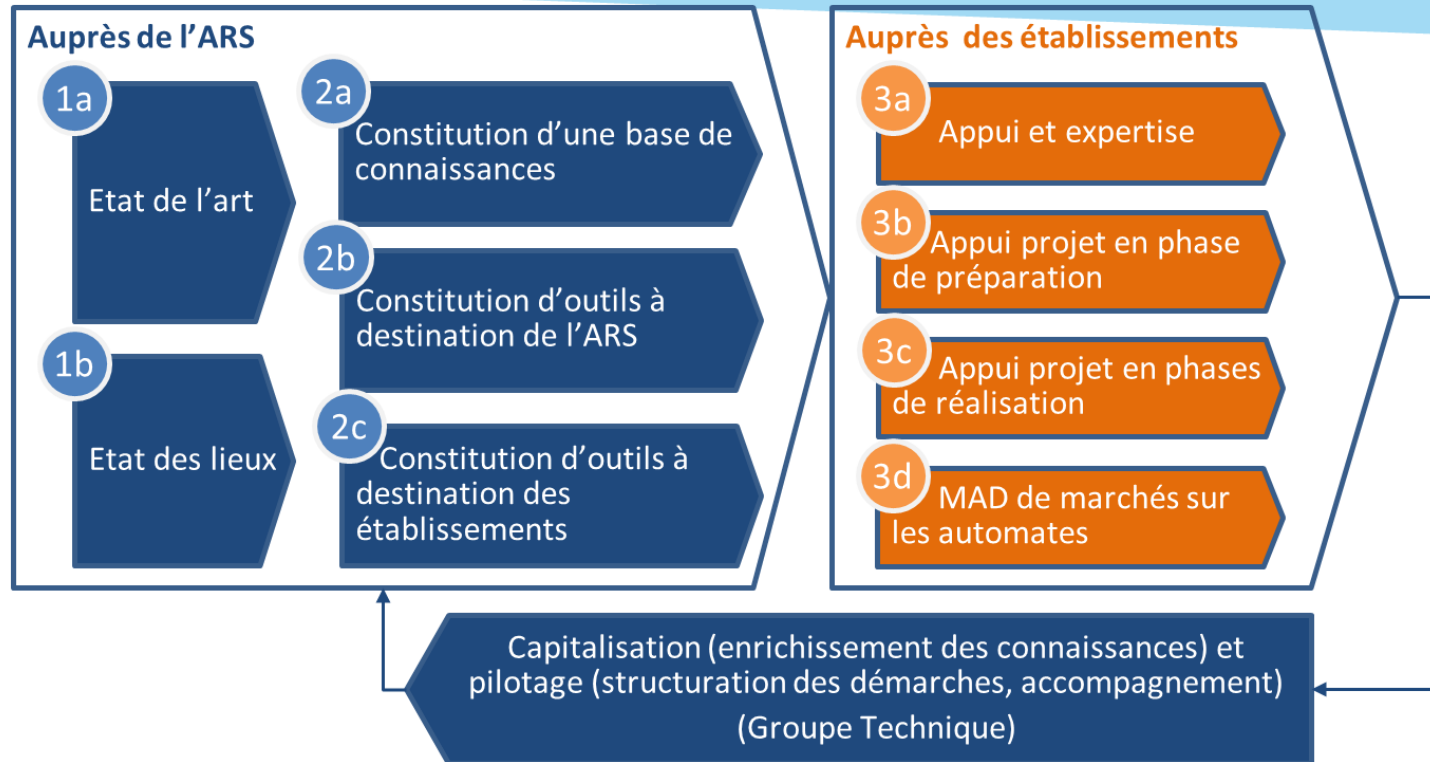 Auprès de l'ARS
1a
Etat de l'art
1b
Etat des lieux
2a
Constitution d'une base de
connaissances
2b
Constitution d'outils à
destination de l'ARS
2c
Constitution d'outils à
destination des
établissements
Auprès des établissements
3a
Appui et expertise
3b
Appui projet en phase
de préparation
3c
Appui projet en phases
de réalisation
3d
MAD de marchés sur
les automates
Capitalisation (enrichissement des connaissances) et
pilotage (structuration des démarches, accompagnement)
(Groupe Technique)